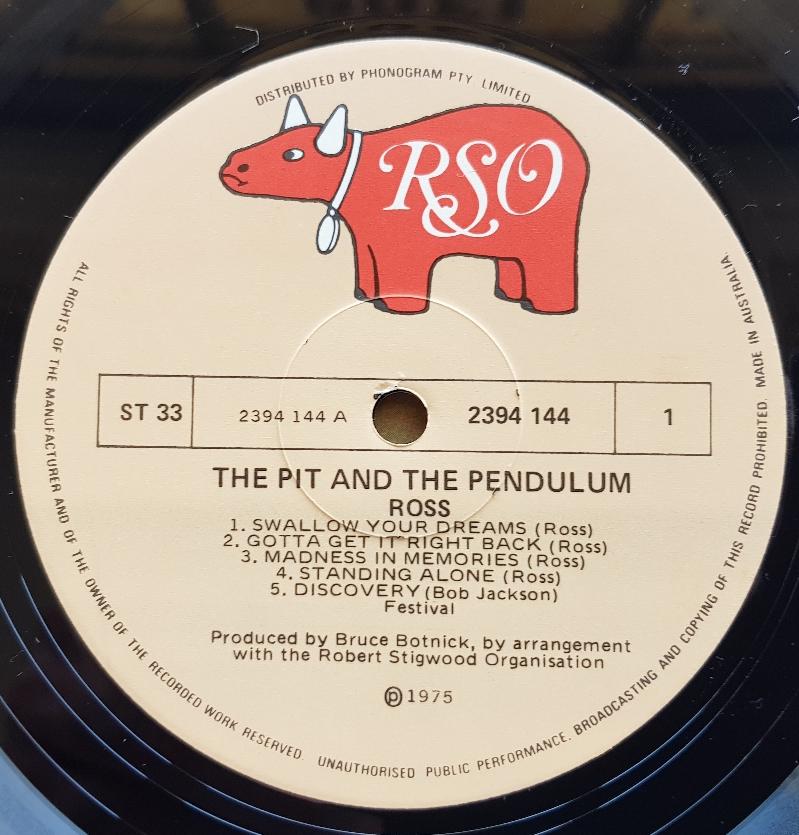 DISTRIBUTED BY PHONOGRAM PTY LIMITED
RSO
ST 33
2394 144 A
2394 144
1
THE PIT AND THE PENDULUM
ROSS
1. SWALLOW YOUR DREAMS (Ross)
2. GOTTA GET IT RIGHT BACK (Ross)
3. MADNESS IN MEMORIES (Ross)
4. STANDING ALONE (Ross)
5. DISCOVERY (Bob Jackson)
Festival
Produced by Bruce Botnick, by arrangement
with the Robert Stigwood Organisation
℗ 1975
ALL RIGHTS OF THE MANUFACTURER AND OF THE OWNER OF THE RECORDED WORK RESERVED. UNAUTHORISED PUBLIC PERFORMANCE. BROADCASTING AND COPYING OF THIS RECORD PROHIBITED. MADE IN AUSTRALIA.